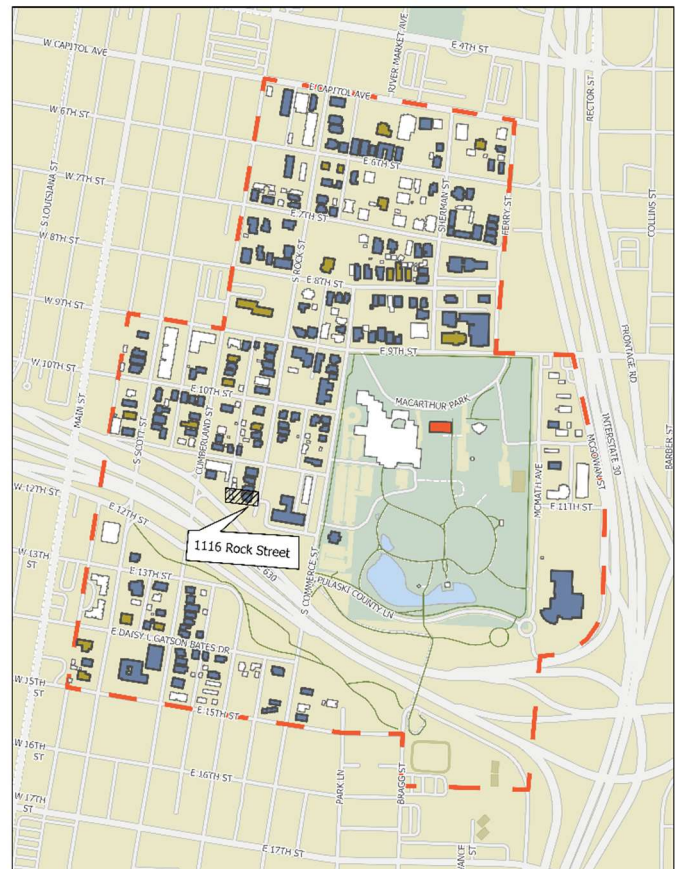 E 4TH ST
RIVER MARKET AVE
W CAPITOL AVE
E CAPITOL AVE
RECTOR ST
W 6TH ST
E 6TH ST
S LOUISIANA ST
W 7TH ST
E 7TH ST
SHERMAN ST
FERRY ST
COLLINS ST
W 8TH ST
S ROCK ST
E 8TH ST
W 9TH ST
E 9TH ST
FRONTAGE RD
W 10TH ST
E 10TH ST
MAIN ST
S SCOTT ST
CUMBERLAND ST
MACARTHUR PARK
INTERSTATE 30
MCGOWAN ST
BARBER ST
MCMATH AVE
E 11TH ST
W 12TH ST
E 12TH ST
1116 Rock Street
630
S COMMERCE ST
PULASKI COUNTY LN
W 13TH
ST
E 13TH ST
E DAISY L GATSON BATES DR
W 15TH
ST
E 15TH ST
W 16TH
ST
E 16TH ST
PARK LN
BRAGG ST
W 17TH
ST
E 17TH ST
VANCE
ST